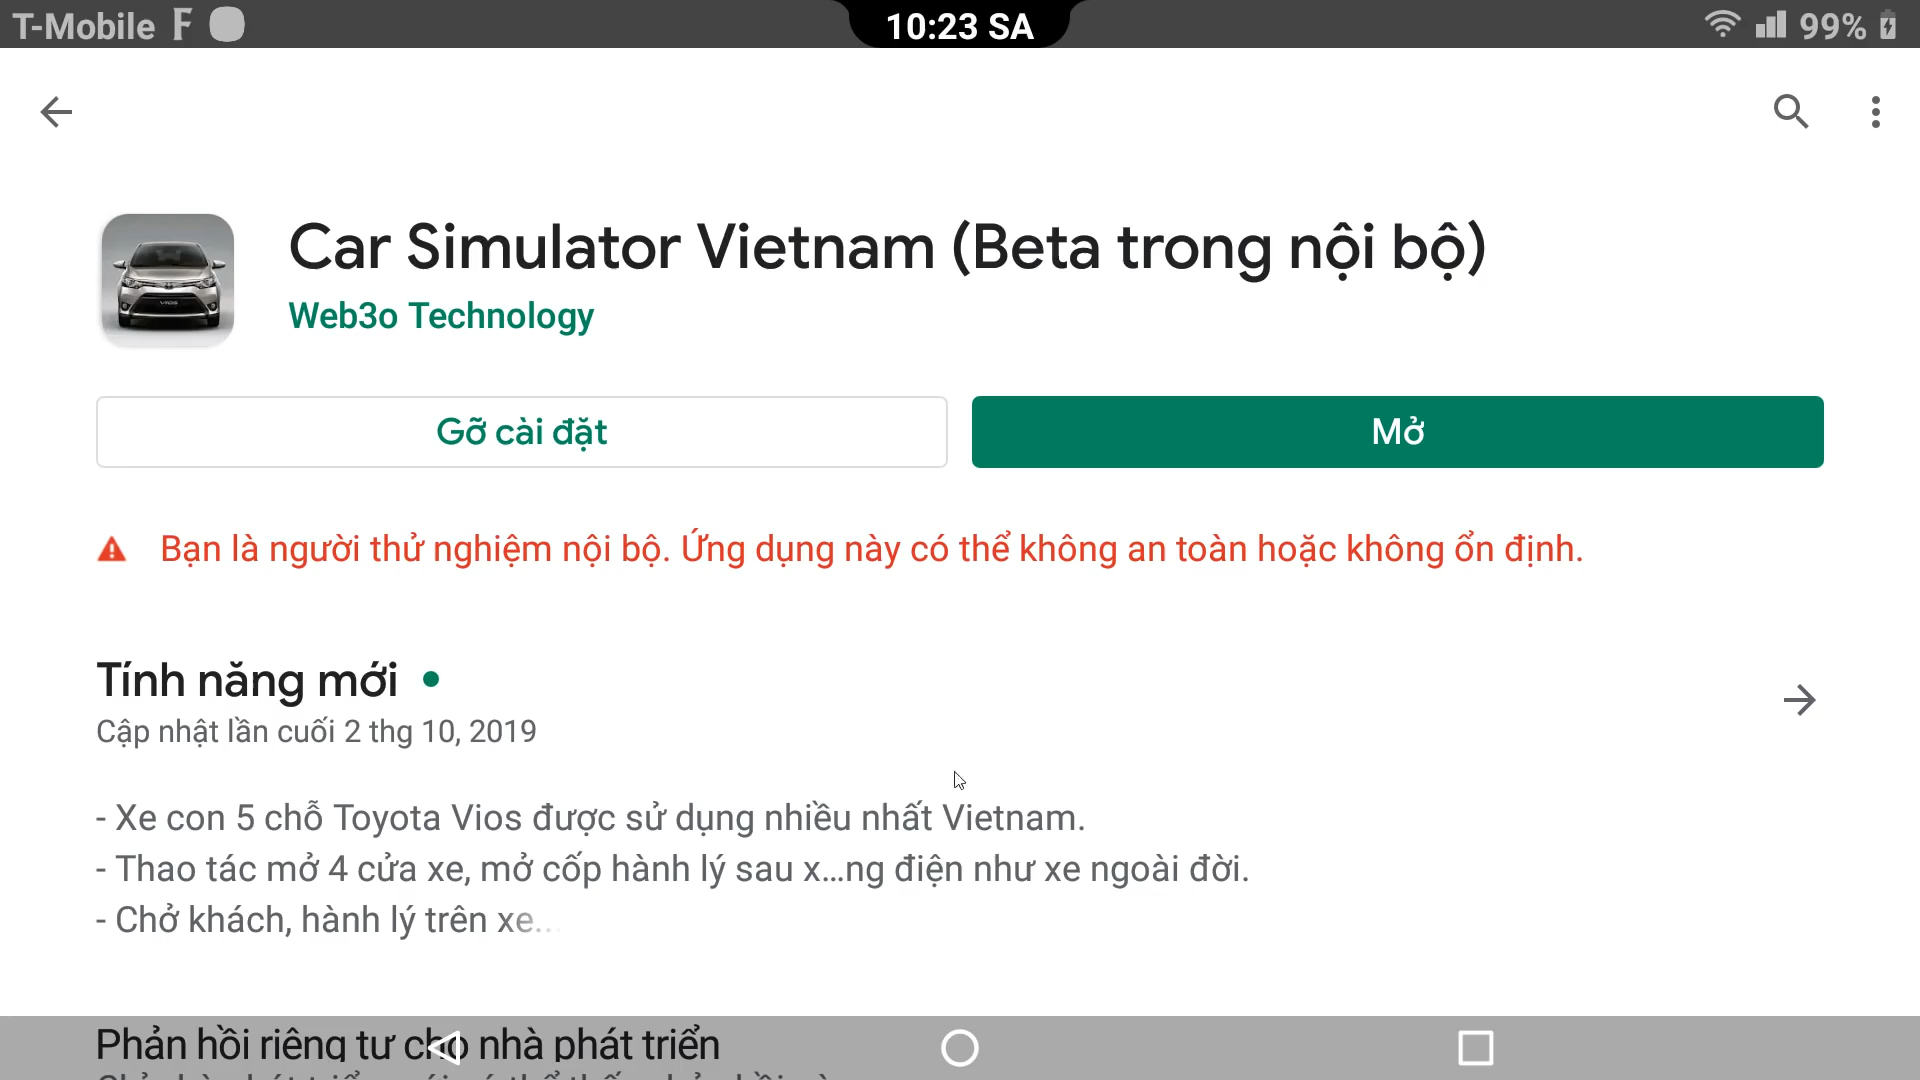 T-Mobile F 10:23 SA 99%
Car Simulator Vietnam (Beta trong nội bộ)
Web3o Technology
Gỡ cài đặt
Mở
Bạn là người thử nghiệm nội bộ. Ứng dụng này có thể không an toàn hoặc không ổn định.
Tính năng mới
Cập nhật lần cuối 2 thg 10, 2019
- Xe con 5 chỗ Toyota Vios được sử dụng nhiều nhất Vietnam.
- Thao tác mở 4 cửa xe, mở cốp hành lý sau x...ng điện như xe ngoài đời.
- Chở khách, hành lý trên xe...
Phản hồi riêng tư cho nhà phát triển